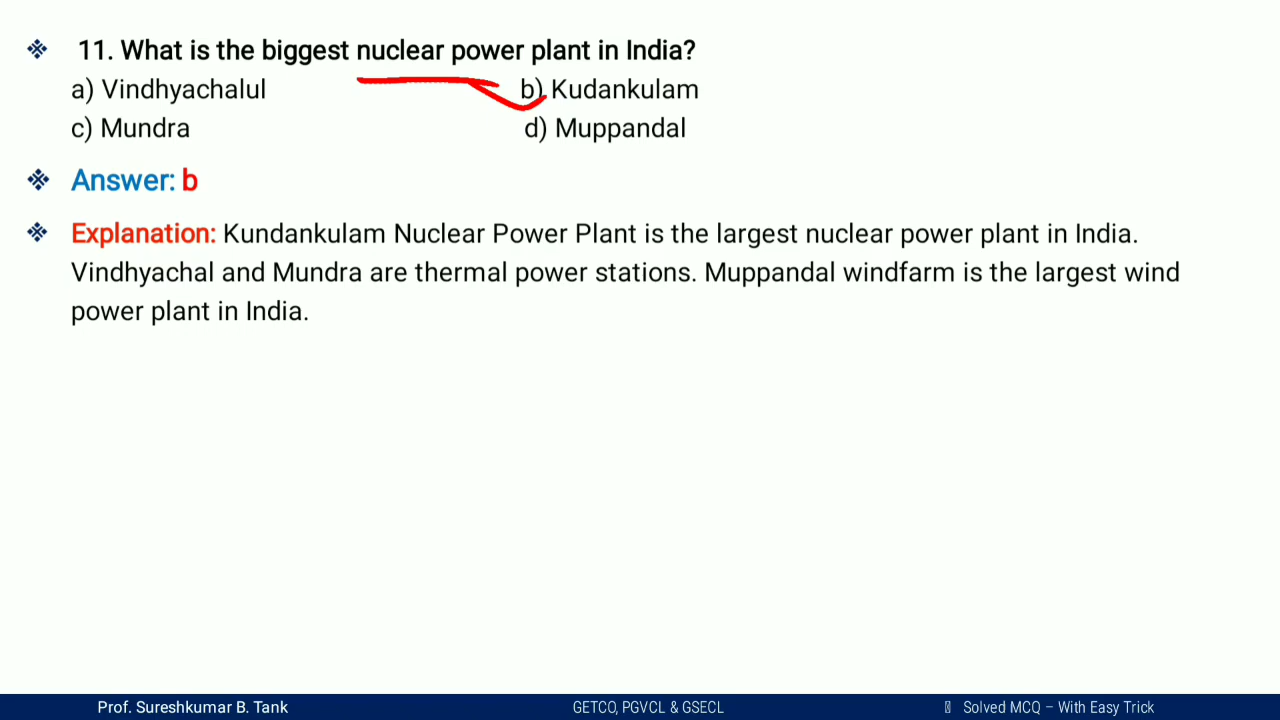 ❖ 11. What is the biggest nuclear power plant in India?
a) Vindhyachalul b) Kudankulam
c) Mundra d) Muppandal
❖ Answer: b
❖ Explanation: Kundankulam Nuclear Power Plant is the largest nuclear power plant in India.
Vindhyachal and Mundra are thermal power stations. Muppandal windfarm is the largest wind
power plant in India.
Prof. Sureshkumar B. Tank GETCO, PGVCL & GSECL Solved MCQ – With Easy Trick